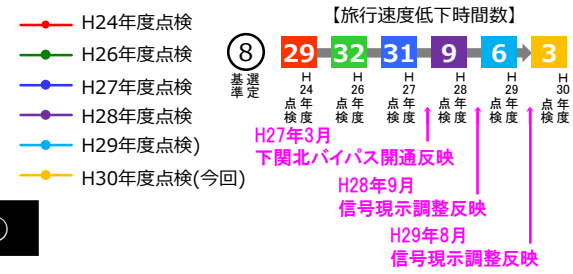 H24年度点検
H26年度点検
H27年度点検
H28年度点検
H29年度点検)
H30年度点検(今回)
【旅行速度低下時間数】
⑧ 29 32 31 9 6 3
選定基準
H24年度点検
H26年度点検
H27年度点検
H28年度点検
H29年度点検
H30年度点検
H27年3月
下関北バイパス開通反映
H28年9月
信号現示調整反映
H29年8月
信号現示調整反映